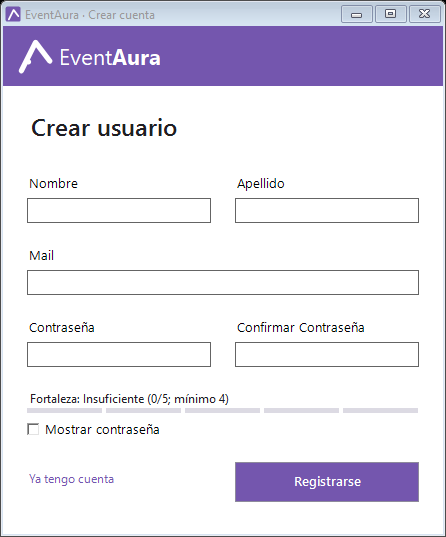 EventAura - Crear cuenta
EventAura
Crear usuario
Nombre Apellido
Mail
Contraseña Confirmar Contraseña
Fortaleza: Insuficiente (0/5; mínimo 4)
Mostrar contraseña
Ya tengo cuenta Registrarse